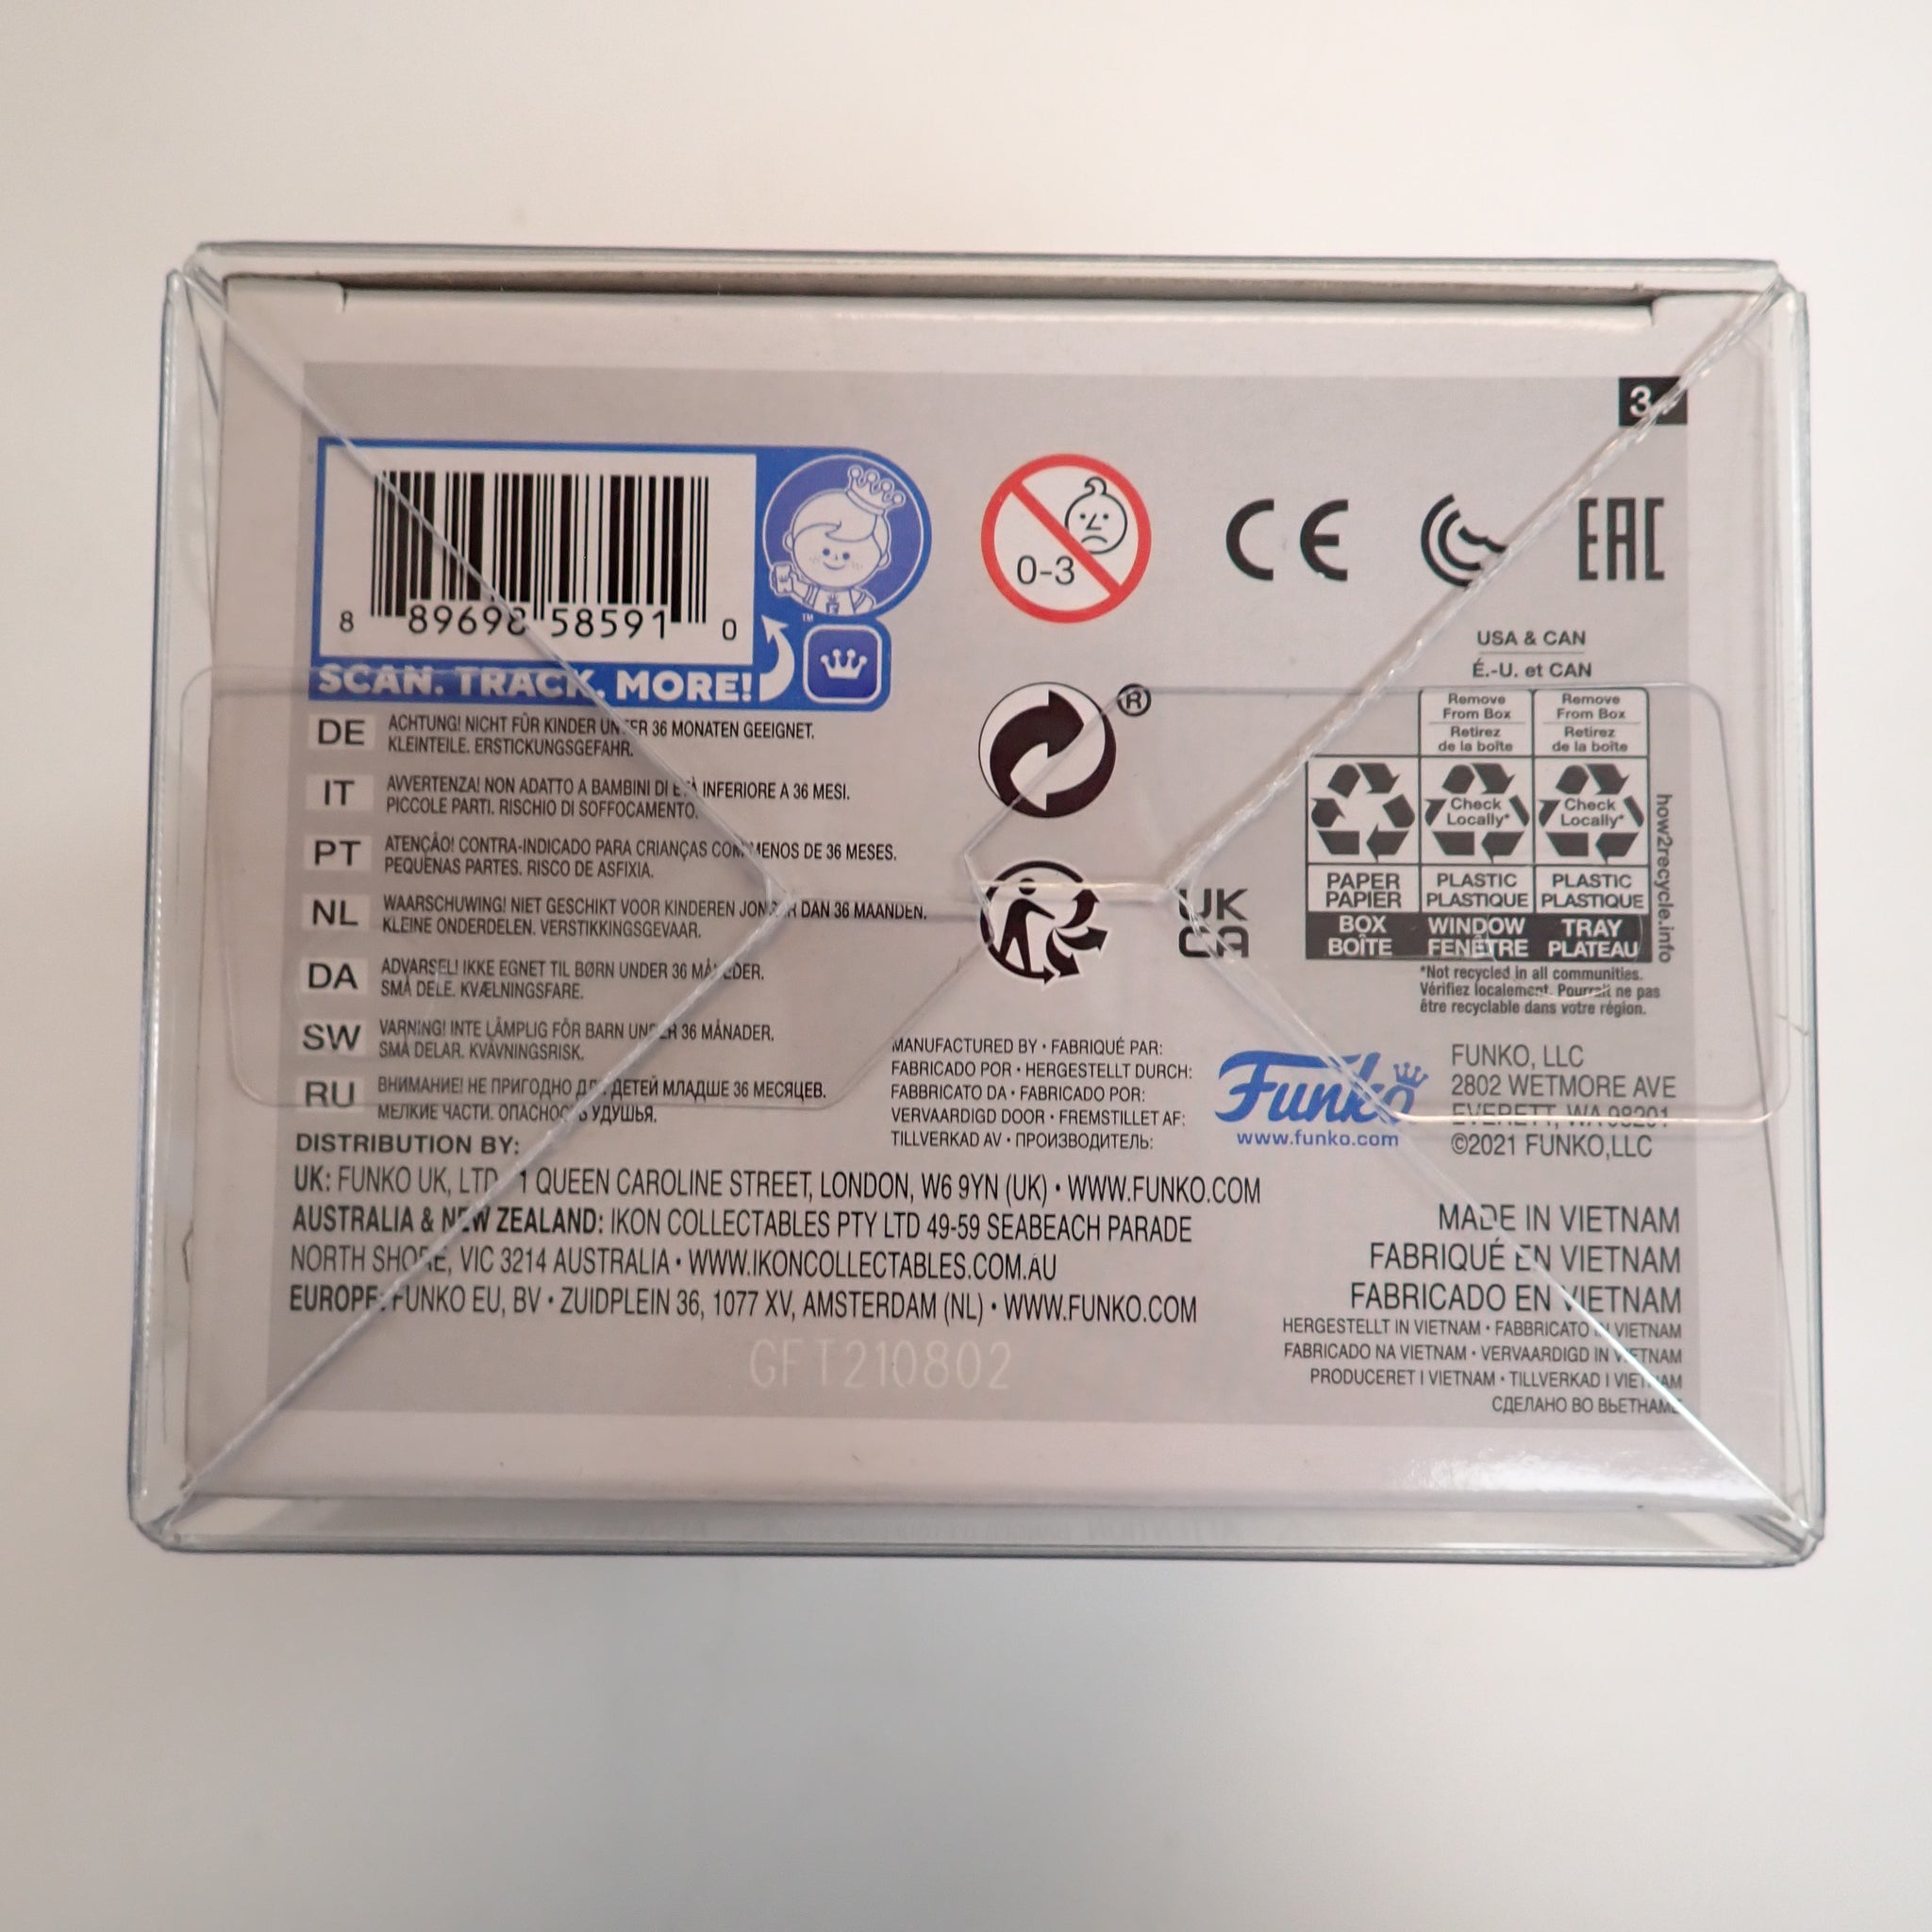 3+
8 89698 58591 0
™
SCAN. TRACK. MORE!
0-3
CE
EAC
USA & CAN
É.-U. et CAN
Remove From Box
Retirez de la boîte
Remove From Box
Retirez de la boîte
Check Locally*
Check Locally*
PAPER PAPIER
PLASTIC PLASTIQUE
PLASTIC PLASTIQUE
BOX BOÎTE
WINDOW FENÊTRE
TRAY PLATEAU
how2recycle.info
*Not recycled in all communities.
Vérifiez localement. Pourrait ne pas
être recyclable dans votre région.
®
UK
CA
DE ACHTUNG! NICHT FÜR KINDER UNTER 36 MONATEN GEEIGNET.
KLEINTEILE. ERSTICKUNGSGEFAHR.
IT AVVERTENZA! NON ADATTO A BAMBINI DI ETÀ INFERIORE A 36 MESI.
PICCOLE PARTI. RISCHIO DI SOFFOCAMENTO.
PT ATENÇÃO! CONTRA-INDICADO PARA CRIANÇAS COM MENOS DE 36 MESES.
PEQUENAS PARTES. RISCO DE ASFIXIA.
NL WAARSCHUWING! NIET GESCHIKT VOOR KINDEREN JONGER DAN 36 MAANDEN.
KLEINE ONDERDELEN. VERSTIKKINGSGEVAAR.
DA ADVARSEL! IKKE EGNET TIL BØRN UNDER 36 MÅNEDER.
SMÅ DELE. KVÆLNINGSFARE.
SW VARNING! INTE LÄMPLIG FÖR BARN UNDER 36 MÅNADER.
SMÅ DELAR. KVÄVNINGSRISK.
RU ВНИМАНИЕ! НЕ ПРИГОДНО ДЛЯ ДЕТЕЙ МЛАДШЕ 36 МЕСЯЦЕВ.
МЕЛКИЕ ЧАСТИ. ОПАСНОСТЬ УДУШЬЯ.
MANUFACTURED BY • FABRIQUÉ PAR:
FABRICADO POR • HERGESTELLT DURCH:
FABBRICATO DA • FABRICADO POR:
VERVAARDIGD DOOR • FREMSTILLET AF:
TILLVERKAD AV • ПРОИЗВОДИТЕЛЬ:
Funko
www.funko.com
FUNKO, LLC
2802 WETMORE AVE
EVERETT, WA 98201
©2021 FUNKO,LLC
DISTRIBUTION BY:
UK: FUNKO UK, LTD. 1 QUEEN CAROLINE STREET, LONDON, W6 9YN (UK) • WWW.FUNKO.COM
AUSTRALIA & NEW ZEALAND: IKON COLLECTABLES PTY LTD 49-59 SEABEACH PARADE
NORTH SHORE, VIC 3214 AUSTRALIA • WWW.IKONCOLLECTABLES.COM.AU
EUROPE: FUNKO EU, BV • ZUIDPLEIN 36, 1077 XV, AMSTERDAM (NL) • WWW.FUNKO.COM
GFT210802
MADE IN VIETNAM
FABRIQUÉ EN VIETNAM
FABRICADO EN VIETNAM
HERGESTELLT IN VIETNAM • FABBRICATO IN VIETNAM
FABRICADO NA VIETNAM • VERVAARDIGD IN VIETNAM
PRODUCERET I VIETNAM • TILLVERKAD I VIETNAM
СДЕЛАНО ВО ВЬЕТНАМЕ